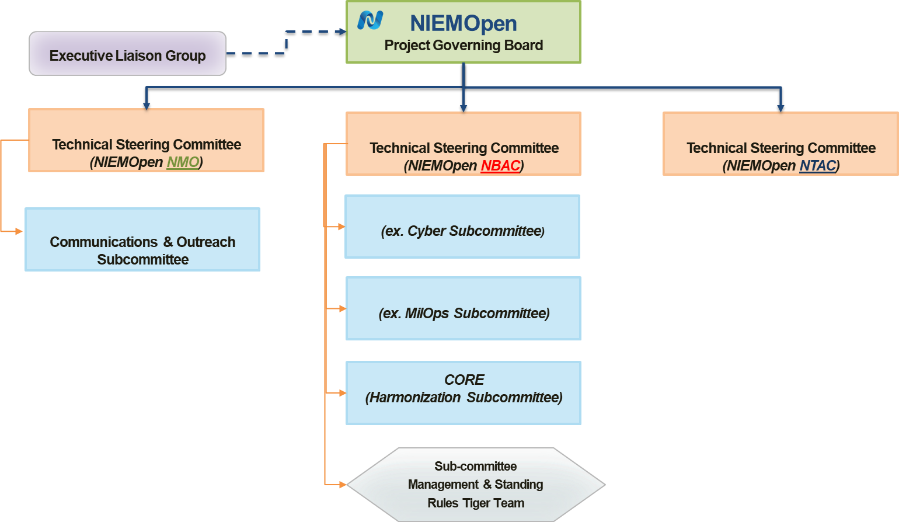 NIEMOpen
Project Governing Board
Executive Liaison Group
Technical Steering Committee
(NIEMOpen NMO)
Technical Steering Committee
(NIEMOpen NBAC)
Technical Steering Committee
(NIEMOpen NTAC)
Communications & Outreach
Subcommittee
(ex. Cyber Subcommittee)
(ex. MilOps Subcommittee)
CORE
(Harmonization Subcommittee)
Sub-committee
Management & Standing
Rules Tiger Team